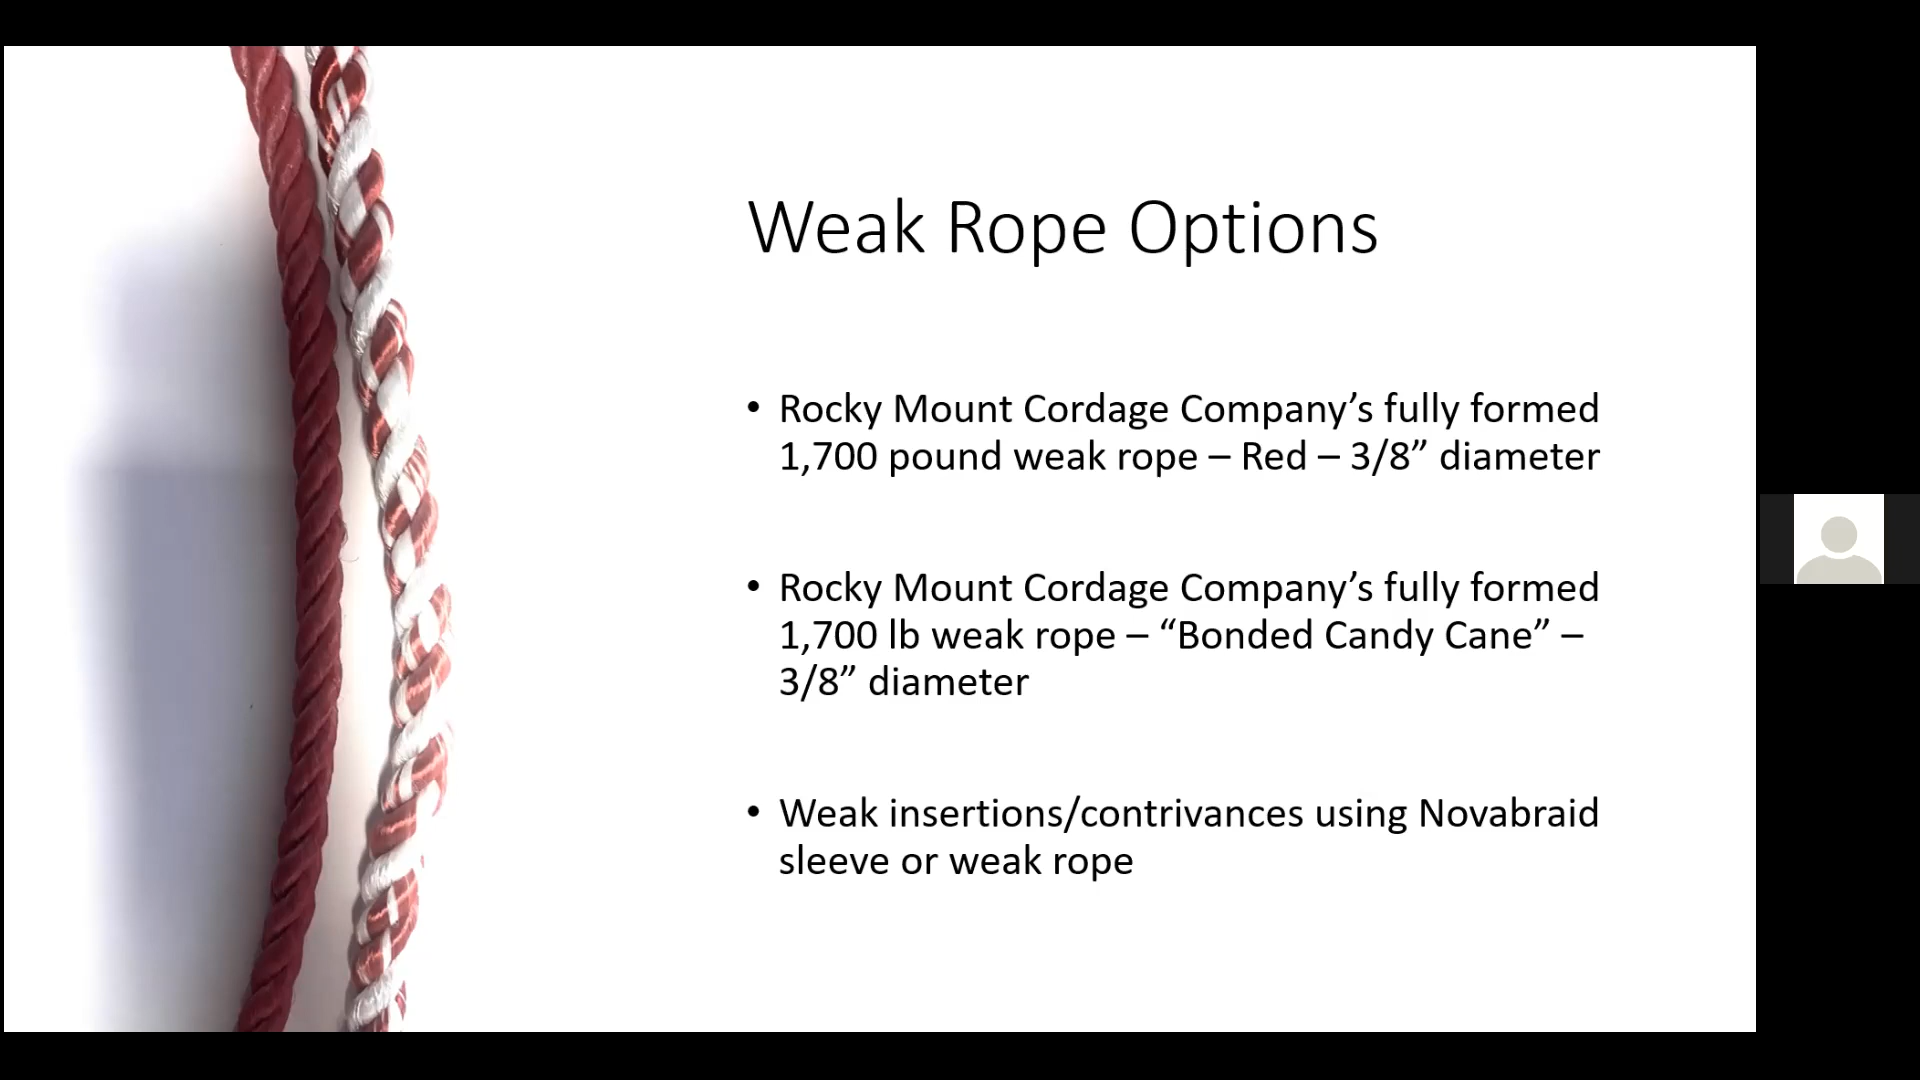 Weak Rope Options
• Rocky Mount Cordage Company’s fully formed
1,700 pound weak rope – Red – 3/8” diameter
• Rocky Mount Cordage Company’s fully formed
1,700 lb weak rope – “Bonded Candy Cane” –
3/8” diameter
• Weak insertions/contrivances using Novabraid
sleeve or weak rope